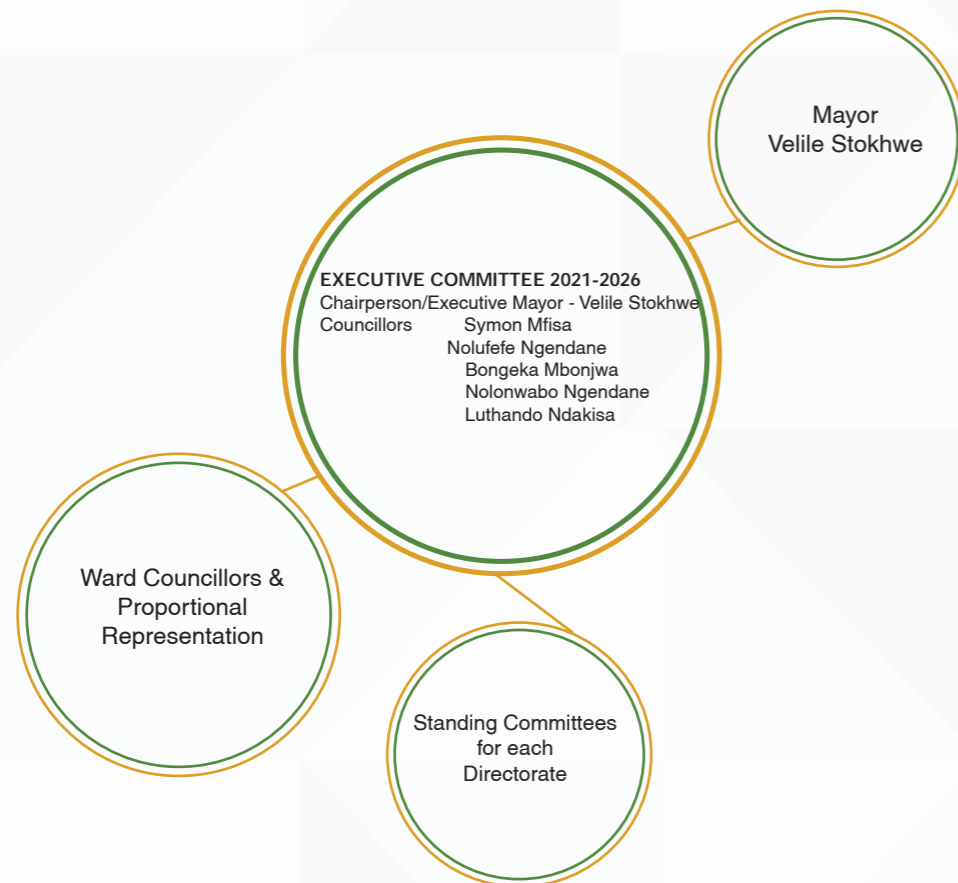 Mayor
Velile Stokhwe
EXECUTIVE COMMITTEE 2021-2026
Chairperson/Executive Mayor - Velile Stokhwe
Councillors Symon Mfisa
Nolufefe Ngendane
Bongeka Mbonjwa
Nolonwabo Ngendane
Luthando Ndakisa
Ward Councillors &
Proportional
Representation
Standing Committees
for each
Directorate